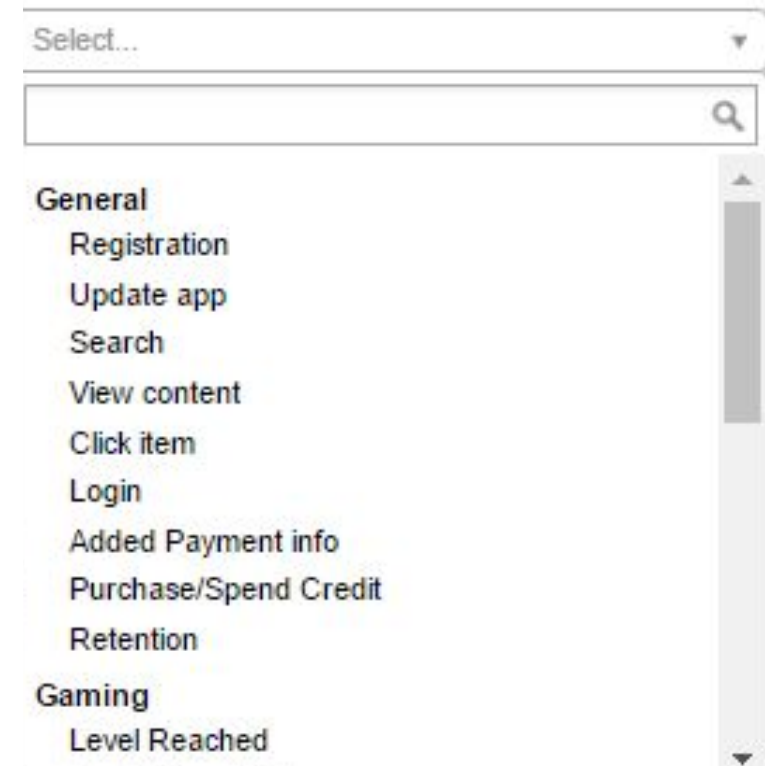 Select...
General
Registration
Update app
Search
View content
Click item
Login
Added Payment info
Purchase/Spend Credit
Retention
Gaming
Level Reached